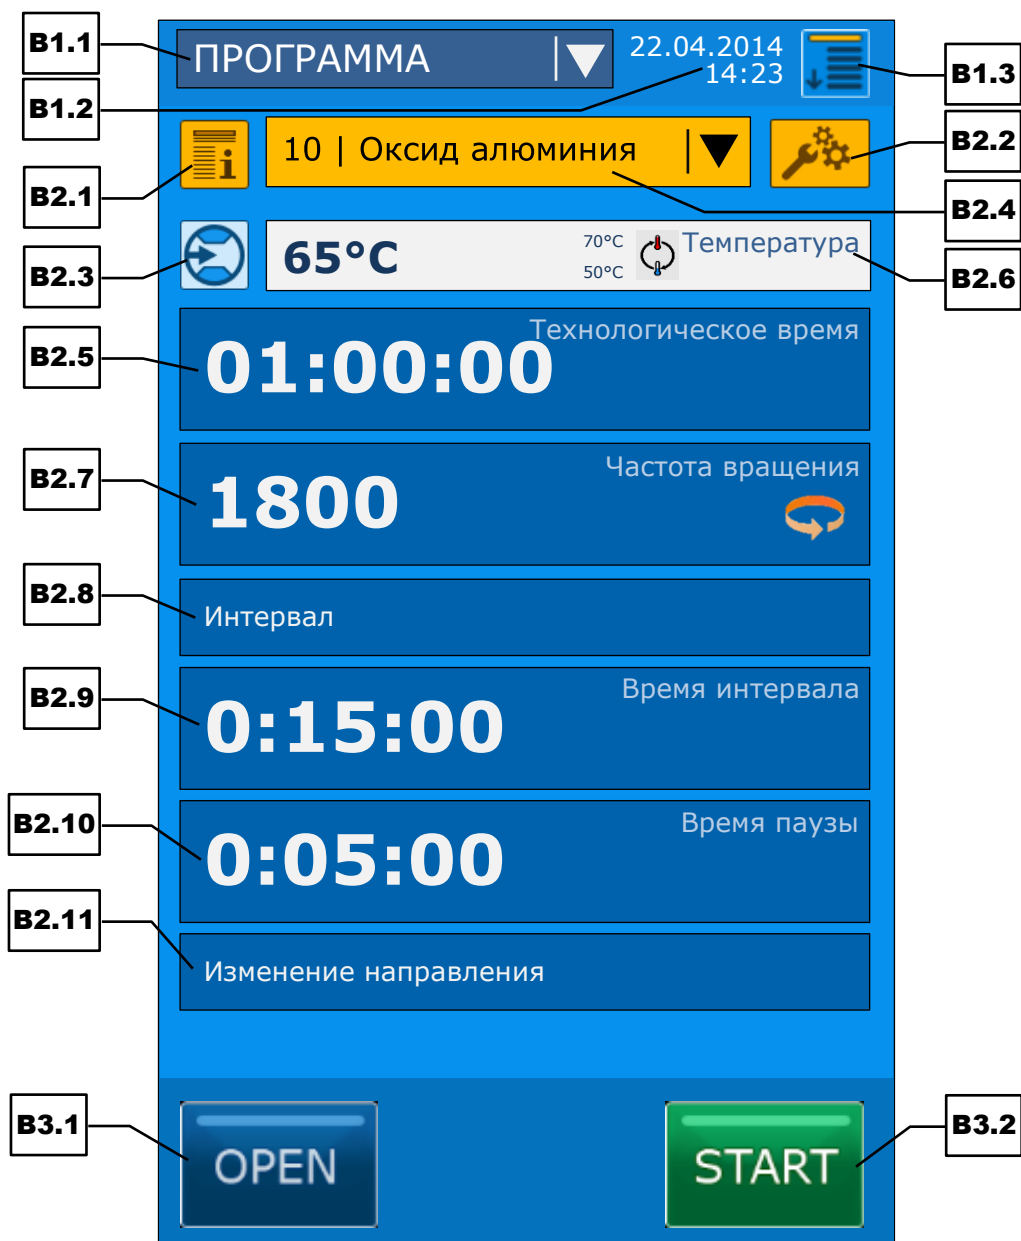 B1.1
ПРОГРАММА
22.04.2014
14:23
B1.3
B1.2
10 | Оксид алюминия
B2.2
B2.1
B2.4
65°C
70°C
50°C
Температура
B2.3
B2.6
Технологическое время
01:00:00
B2.5
Частота вращения
1800
B2.7
B2.8
Интервал
B2.9
Время интервала
0:15:00
B2.10
Время паузы
0:05:00
B2.11
Изменение направления
B3.1
B3.2
OPEN
START